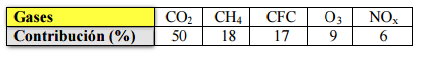 Gases CO₂ CH₄ CFC O₃ NOₓ
Contribución (%) 50 18 17 9 6